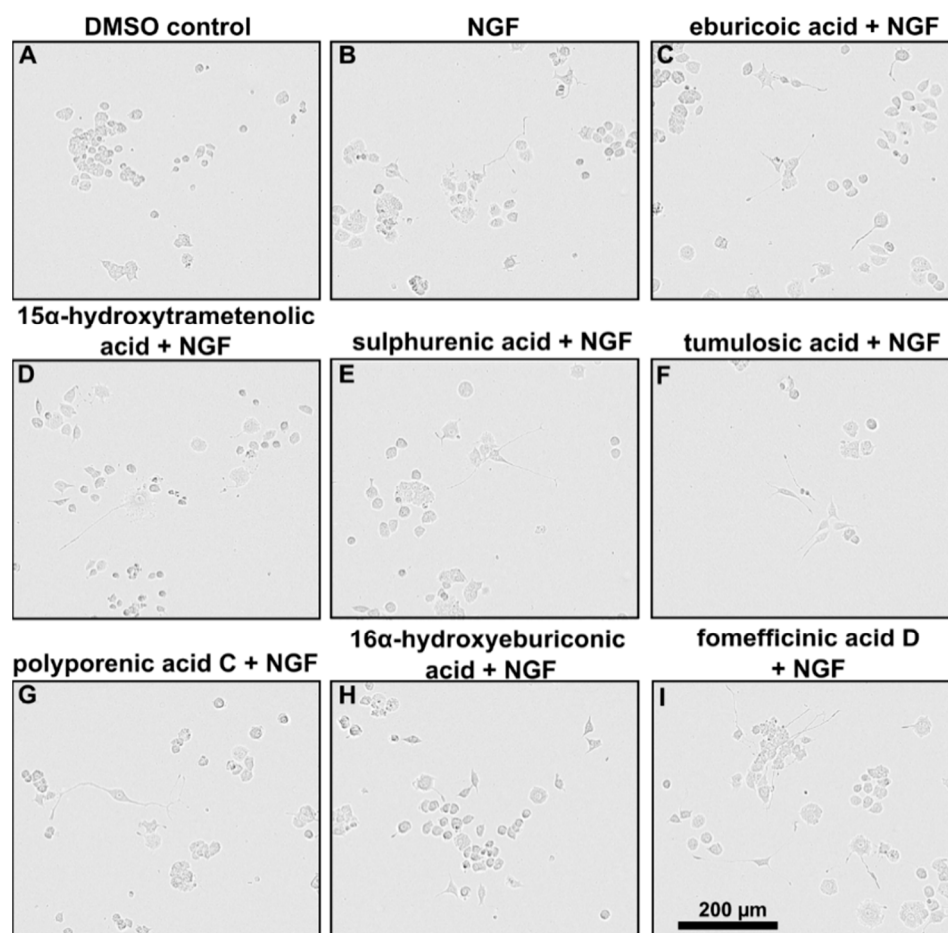 DMSO control
NGF
eburicoic acid + NGF
A
B
C
15α-hydroxytrametenolic
acid + NGF
sulphurenic acid + NGF
tumulosic acid + NGF
D
E
F
polyporenic acid C + NGF
16α-hydroxyeburiconic
acid + NGF
fomefficinic acid D
+ NGF
G
H
I
200 µm